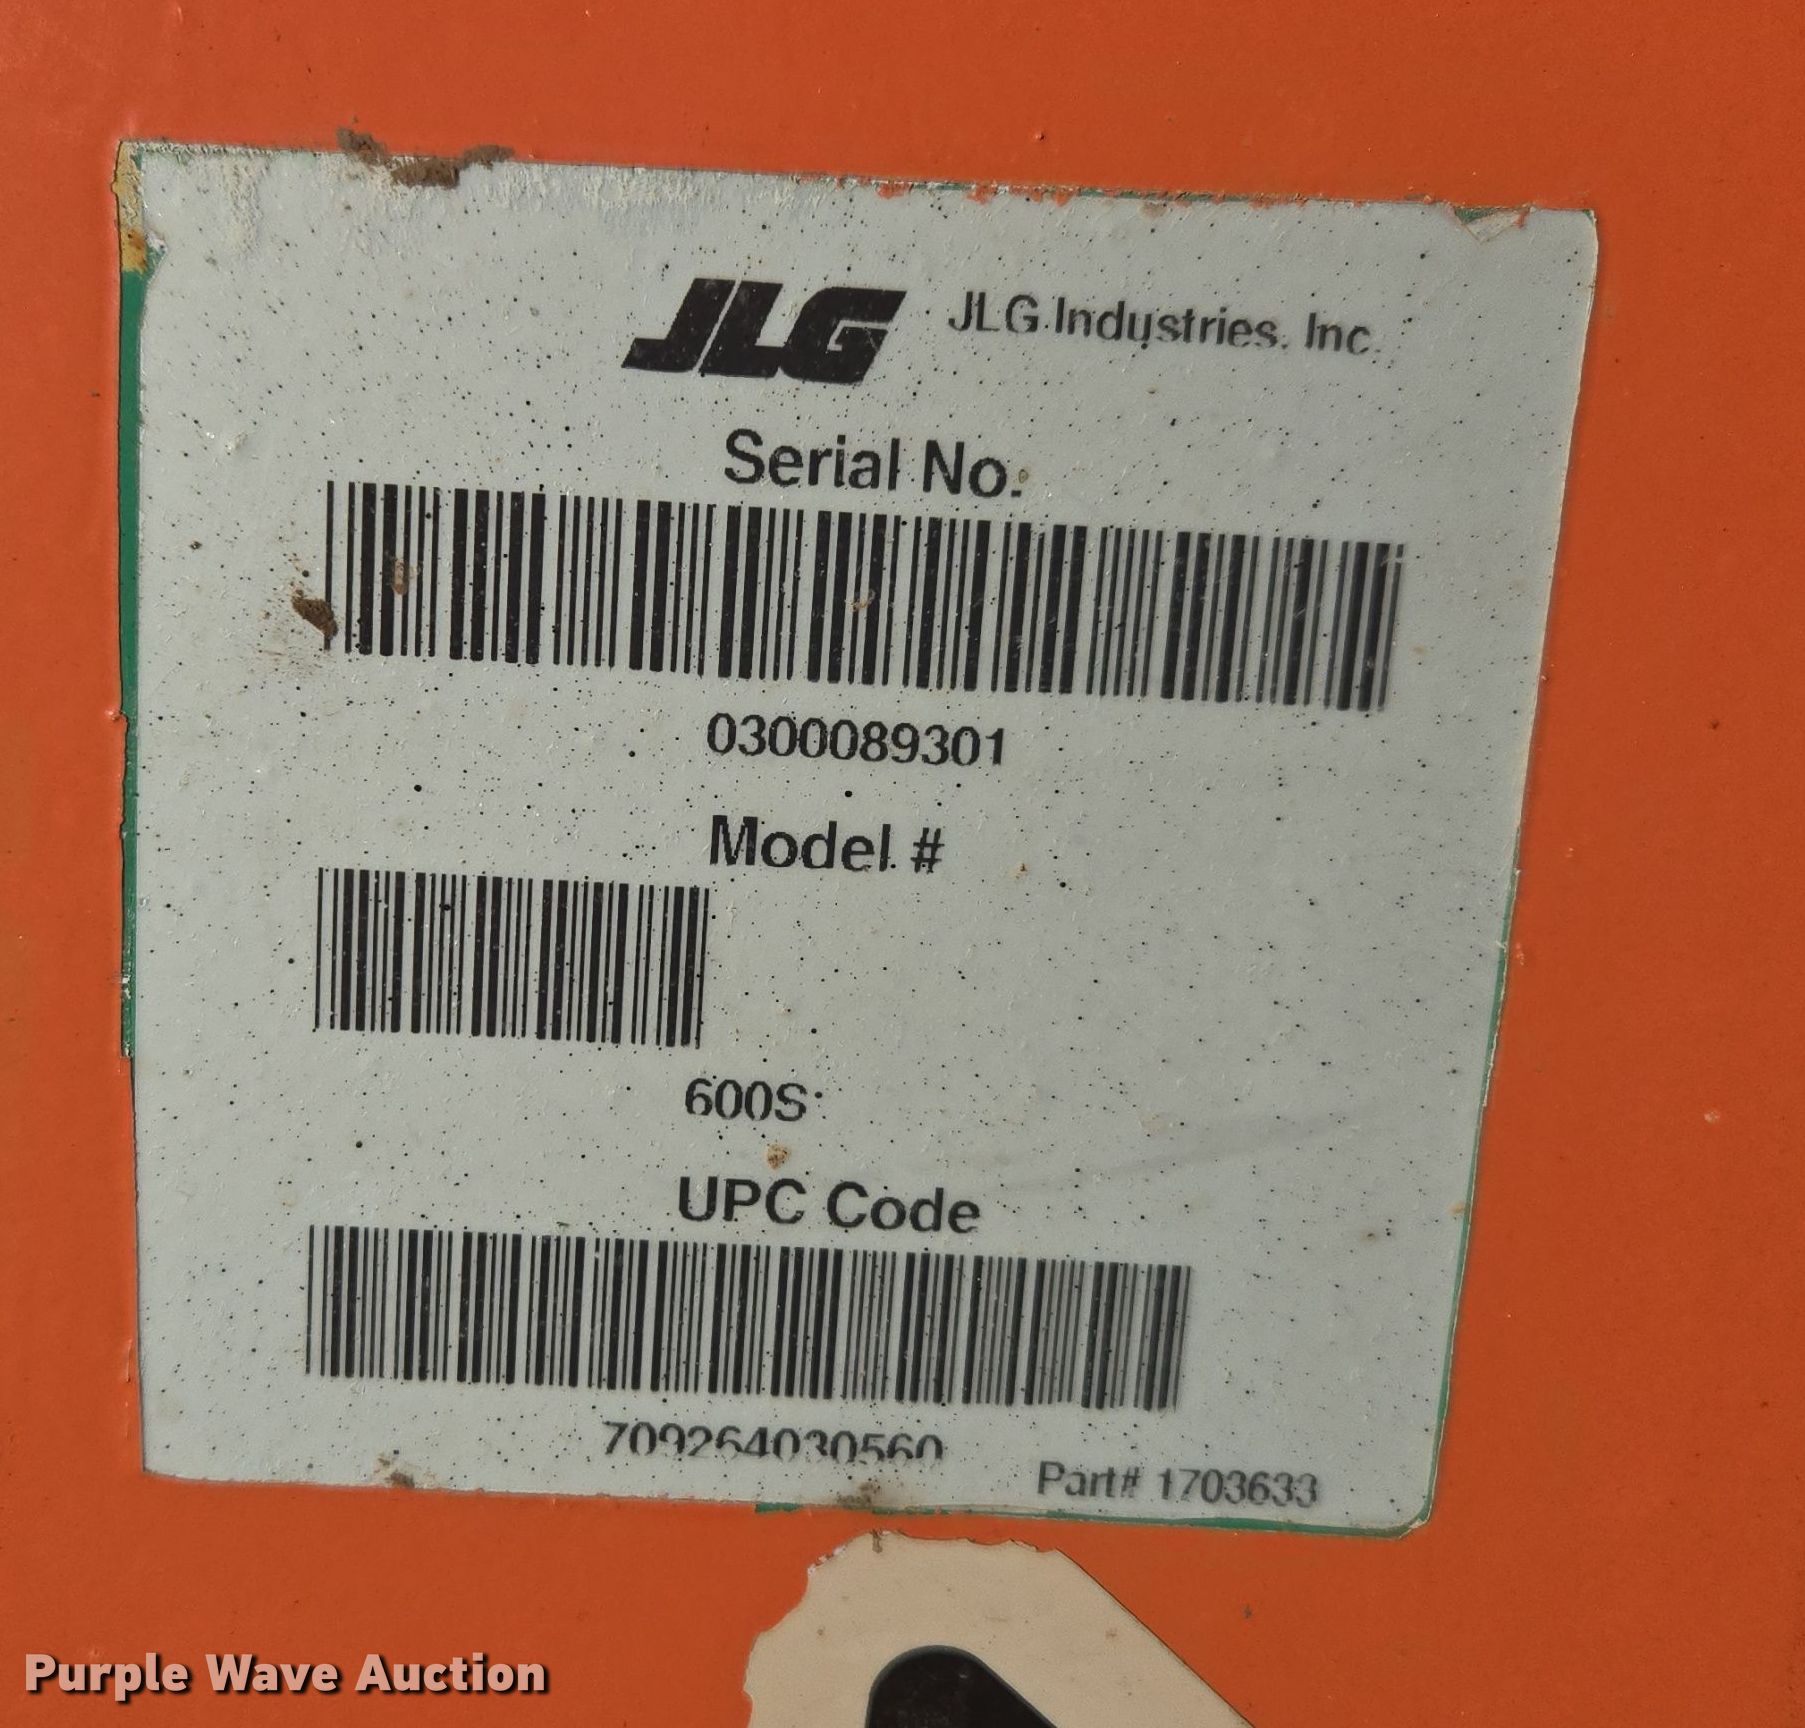 JLG JLG Industries, Inc.
Serial No.
0300089301
Model #
600S
UPC Code
709264030560
Part# 1703633
Purple Wave Auction